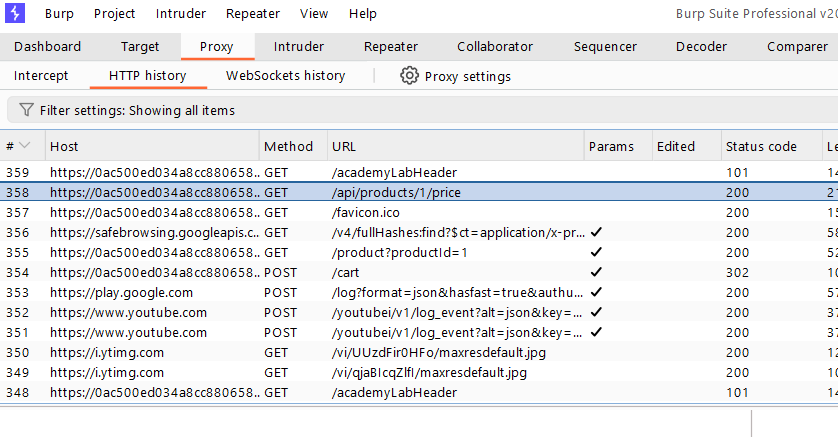 Burp Project Intruder Repeater View Help Burp Suite Professional v20
Dashboard Target Proxy Intruder Repeater Collaborator Sequencer Decoder Comparer
Intercept HTTP history WebSockets history Proxy settings
Filter settings: Showing all items
# Host Method URL Params Edited Status code Le
359 https://0ac500ed034a8cc880658... GET /academyLabHeader 101 14
358 https://0ac500ed034a8cc880658... GET /api/products/1/price 200 21
357 https://0ac500ed034a8cc880658... GET /favicon.ico 200 15
356 https://safebrowsing.googleapis.c... GET /v4/fullHashes:find?$ct=application/x-pr... ✓ 200 58
355 https://0ac500ed034a8cc880658... GET /product?productId=1 ✓ 200 52
354 https://0ac500ed034a8cc880658... POST /cart ✓ 302 10
353 https://play.google.com POST /log?format=json&hasfast=true&authu... ✓ 200 57
352 https://www.youtube.com POST /youtubei/v1/log_event?alt=json&key=... ✓ 200 37
351 https://www.youtube.com POST /youtubei/v1/log_event?alt=json&key=... ✓ 200 37
350 https://i.ytimg.com GET /vi/UUzdFir0HFo/maxresdefault.jpg 200 12
349 https://i.ytimg.com GET /vi/qjaBIcqZlfI/maxresdefault.jpg 200 10
348 https://0ac500ed034a8cc880658... GET /academyLabHeader 101 14